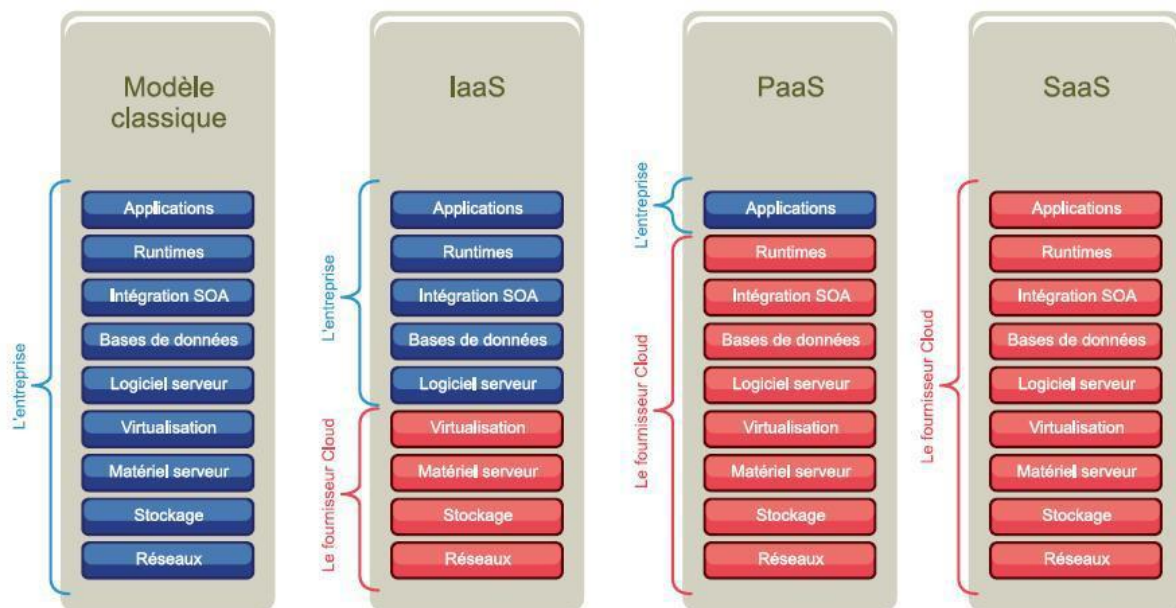 Modèle
classique
L'entreprise
Applications
Runtimes
Intégration SOA
Bases de données
Logiciel serveur
Virtualisation
Matériel serveur
Stockage
Réseaux
IaaS
L'entreprise
Applications
Runtimes
Intégration SOA
Bases de données
Logiciel serveur
Le fournisseur Cloud
Virtualisation
Matériel serveur
Stockage
Réseaux
PaaS
L'entreprise
Applications
Le fournisseur Cloud
Runtimes
Intégration SOA
Bases de données
Logiciel serveur
Virtualisation
Matériel serveur
Stockage
Réseaux
SaaS
Le fournisseur Cloud
Applications
Runtimes
Intégration SOA
Bases de données
Logiciel serveur
Virtualisation
Matériel serveur
Stockage
Réseaux